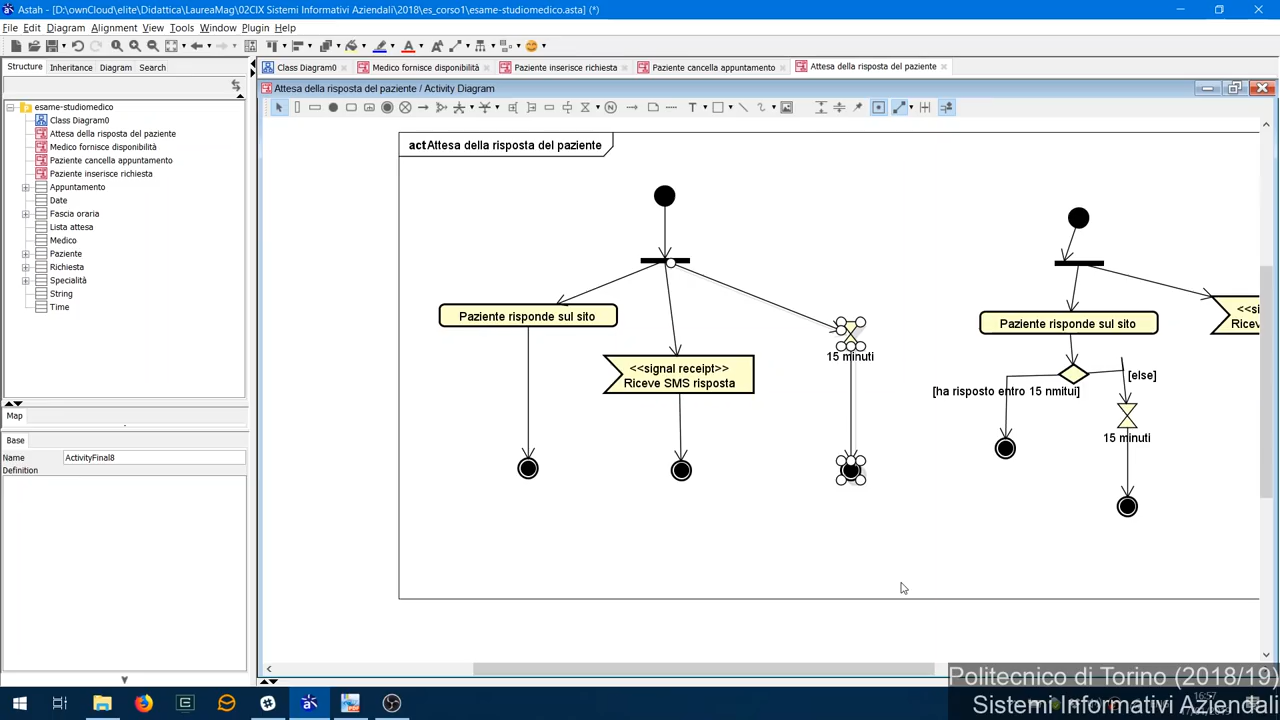 Astah - [D:\ownCloud\elite\Didattica\LaureaMag\02CIX Sistemi Informativi Aziendali\2018\es_corso1\esame-studiomedico.asta] (*)
File Edit Diagram Alignment View Tools Window Plugin Help
Structure Inheritance Diagram Search
Class Diagram0 Medico fornisce disponibilità Paziente inserisce richiesta Paziente cancella appuntamento Attesa della risposta del paziente
Attesa della risposta del paziente / Activity Diagram
esame-studiomedico
Class Diagram0
Attesa della risposta del paziente
Medico fornisce disponibilità
Paziente cancella appuntamento
Paziente inserisce richiesta
Appuntamento
Date
Fascia oraria
Lista attesa
Medico
Paziente
Richiesta
Specialità
String
Time
Map
Base
Name ActivityFinal8
Definition
act Attesa della risposta del paziente
Paziente risponde sul sito
<<signal receipt>>
Riceve SMS risposta
15 minuti
Paziente risponde sul sito
[ha risposto entro 15 nmitui]
[else]
15 minuti
Politecnico di Torino (2018/19)
Sistemi Informativi Aziendali
16:57